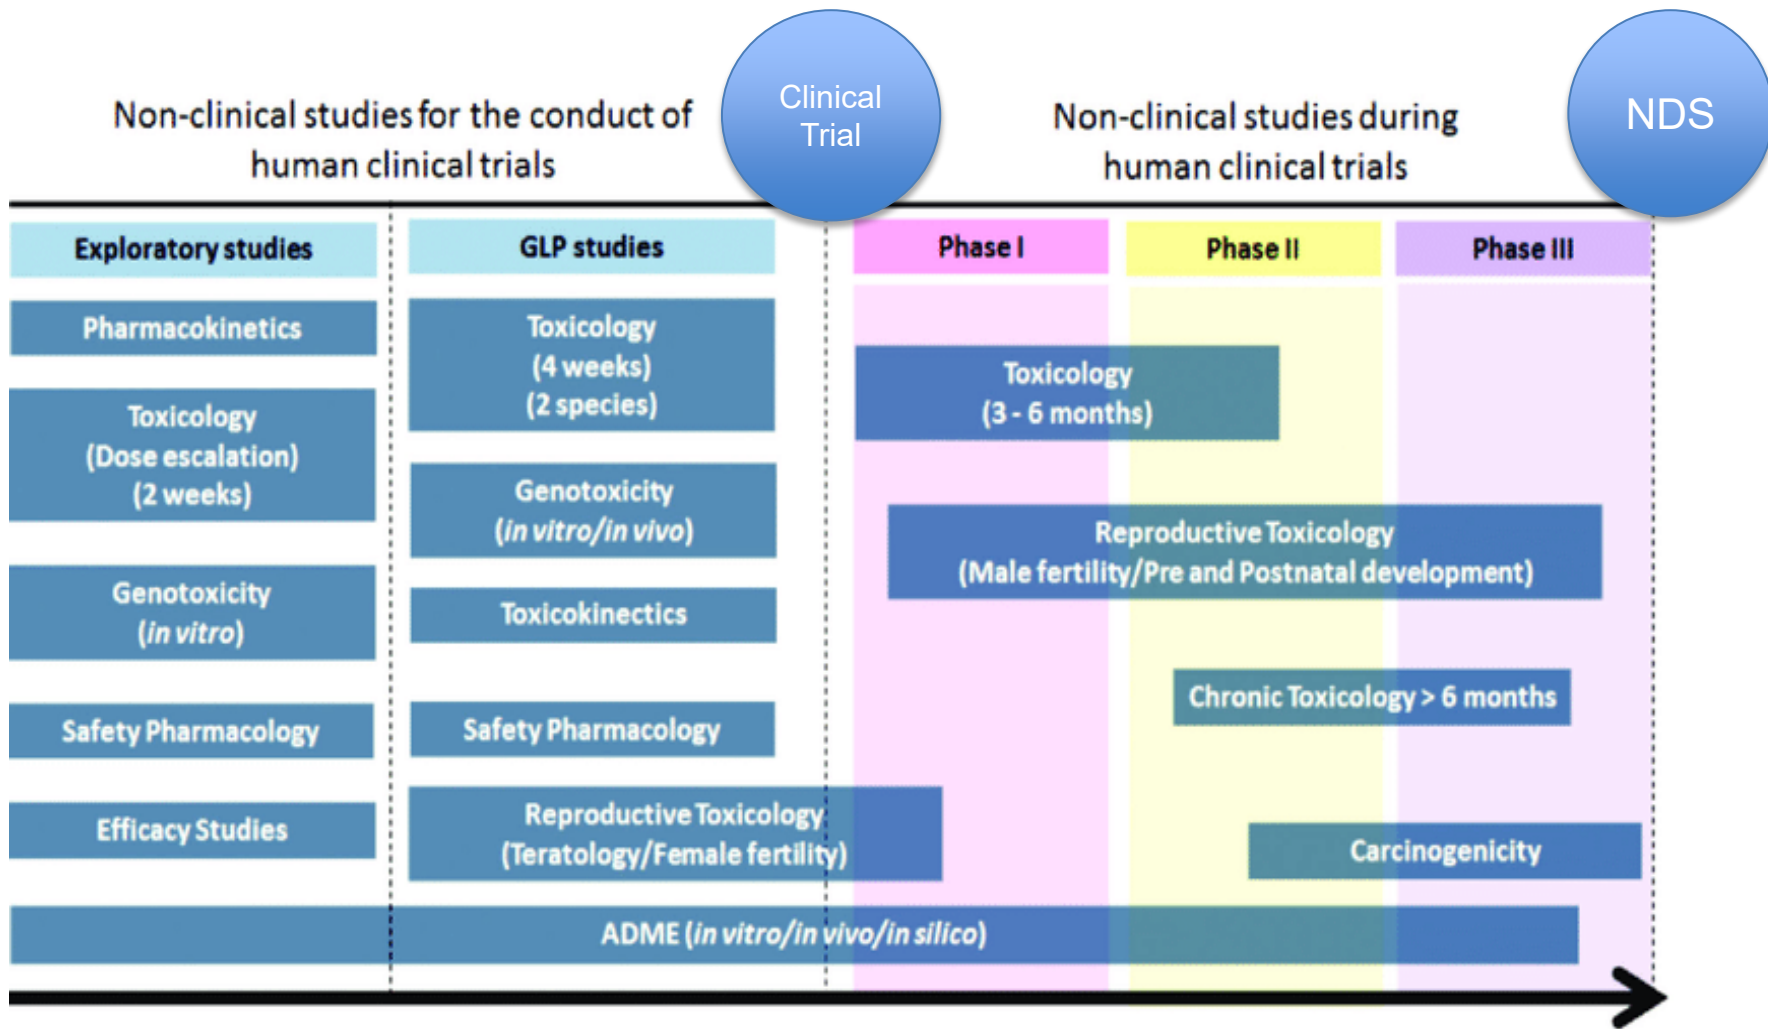 Non-clinical studies for the conduct of
human clinical trials
Clinical
Trial
Non-clinical studies during
human clinical trials
NDS
Exploratory studies
GLP studies
Phase I
Phase II
Phase III
Pharmacokinetics
Toxicology
(Dose escalation)
(2 weeks)
Genotoxicity
(in vitro)
Safety Pharmacology
Efficacy Studies
Toxicology
(4 weeks)
(2 species)
Genotoxicity
(in vitro/in vivo)
Toxicokinectics
Safety Pharmacology
Reproductive Toxicology
(Teratology/Female fertility)
Toxicology
(3 - 6 months)
Reproductive Toxicology
(Male fertility/Pre and Postnatal development)
Chronic Toxicology > 6 months
Carcinogenicity
ADME (in vitro/in vivo/in silico)